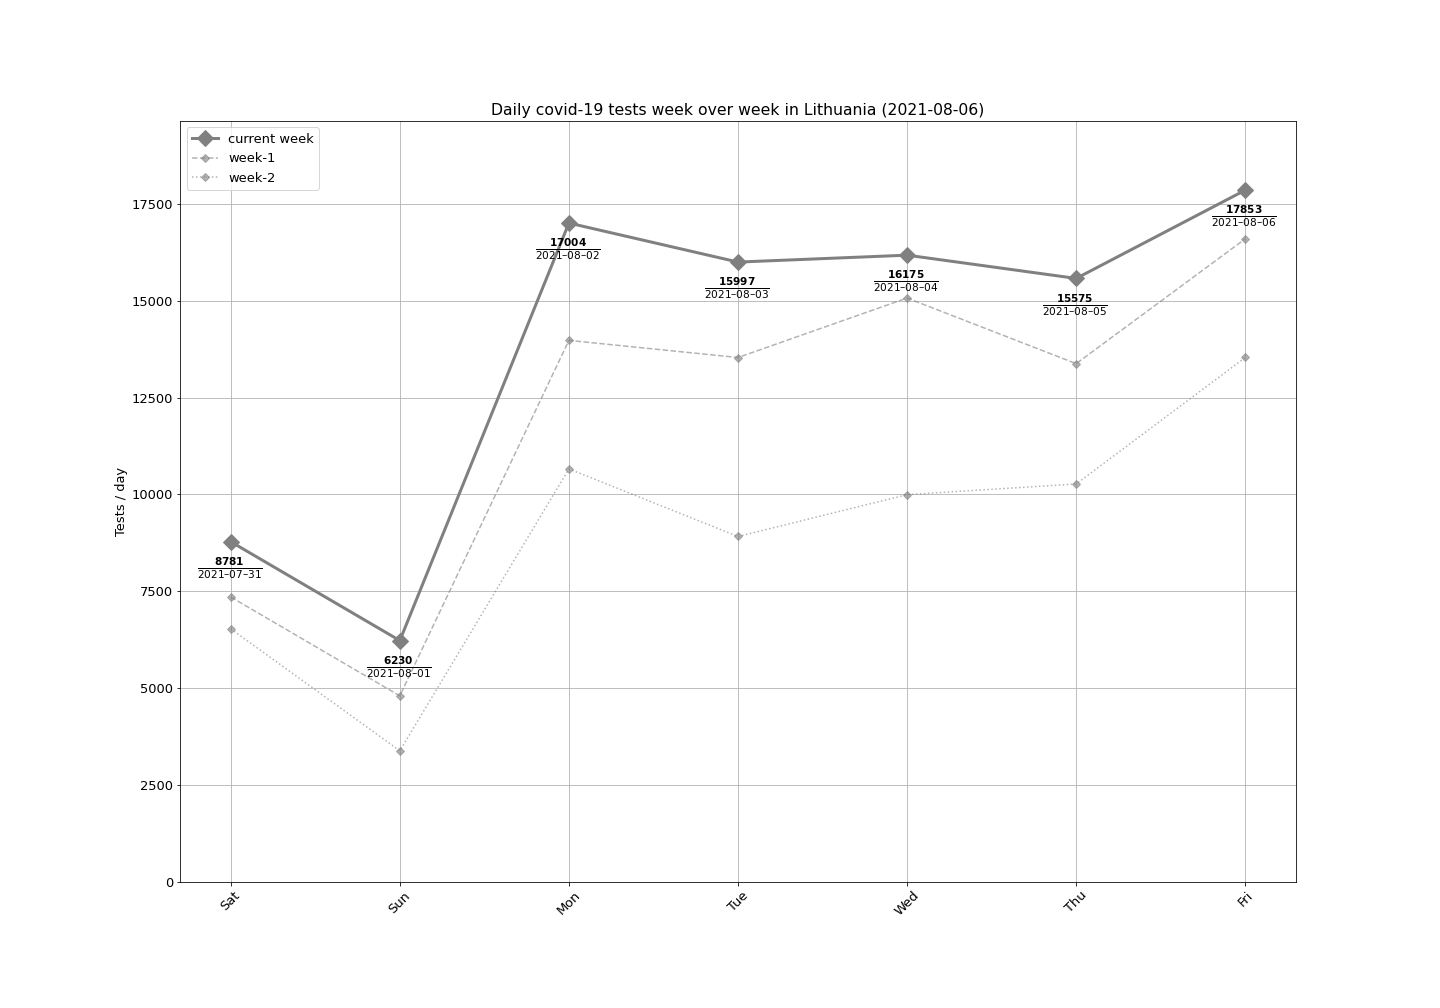 Daily covid-19 tests week over week in Lithuania (2021-08-06)
current week
week-1
week-2
17500
15000
12500
10000
7500
5000
2500
0
Tests / day
8781
2021-07-31
6230
2021-08-01
17004
2021-08-02
15997
2021-08-03
16175
2021-08-04
15575
2021-08-05
17853
2021-08-06
Sat
Sun
Mon
Tue
Wed
Thu
Fri